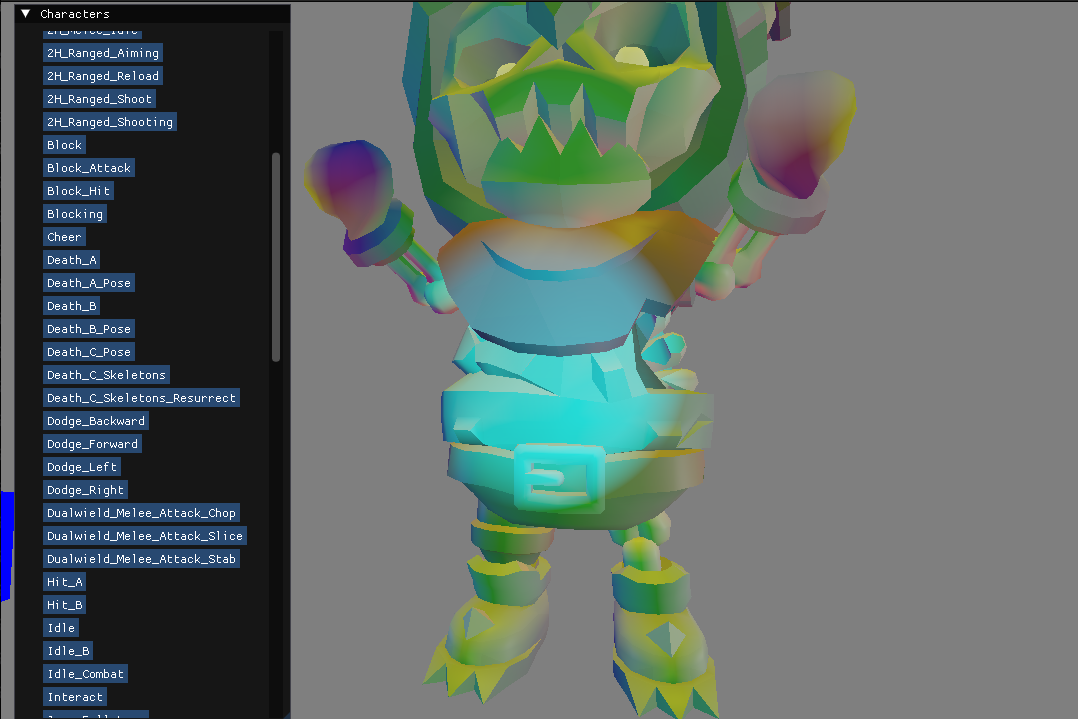 Characters
2H_Melee_Idle
2H_Ranged_Aiming
2H_Ranged_Reload
2H_Ranged_Shoot
2H_Ranged_Shooting
Block
Block_Attack
Block_Hit
Blocking
Cheer
Death_A
Death_A_Pose
Death_B
Death_B_Pose
Death_C_Pose
Death_C_Skeletons
Death_C_Skeletons_Resurrect
Dodge_Backward
Dodge_Forward
Dodge_Left
Dodge_Right
Dualwield_Melee_Attack_Chop
Dualwield_Melee_Attack_Slice
Dualwield_Melee_Attack_Stab
Hit_A
Hit_B
Idle
Idle_B
Idle_Combat
Interact